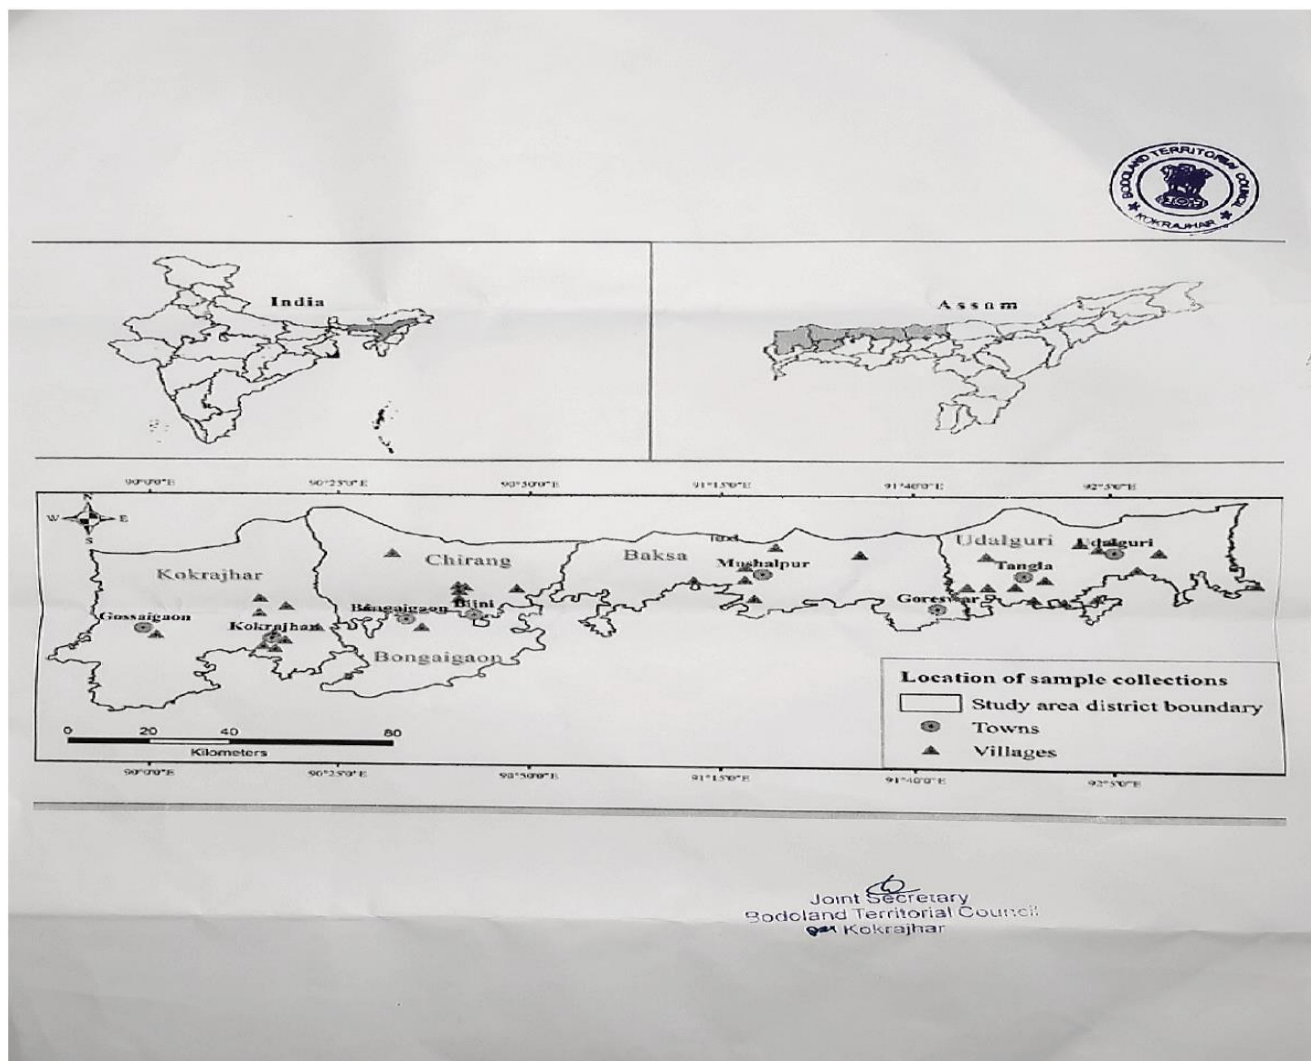 BODOLAND TERRITORIAL COUNCIL
★ KOKRAJHAR ★
India
Assam
90°0'0"E 90°25'0"E 90°50'0"E 91°15'0"E 91°40'0"E 92°5'0"E
N
W E
S
Kokrajhar
Chirang
Baksa
Mushalpur
Udalguri
Udalguri
Tangla
Gossaigaon
Kokrajhar
Bongaigaon
Bijni
Goreswar
Bongaigaon
Location of sample collections
Study area district boundary
Towns
Villages
0 20 40 80
Kilometers
90°0'0"E 90°25'0"E 90°50'0"E 91°15'0"E 91°40'0"E 92°5'0"E
Joint Secretary
Bodoland Territorial Council
Kokrajhar